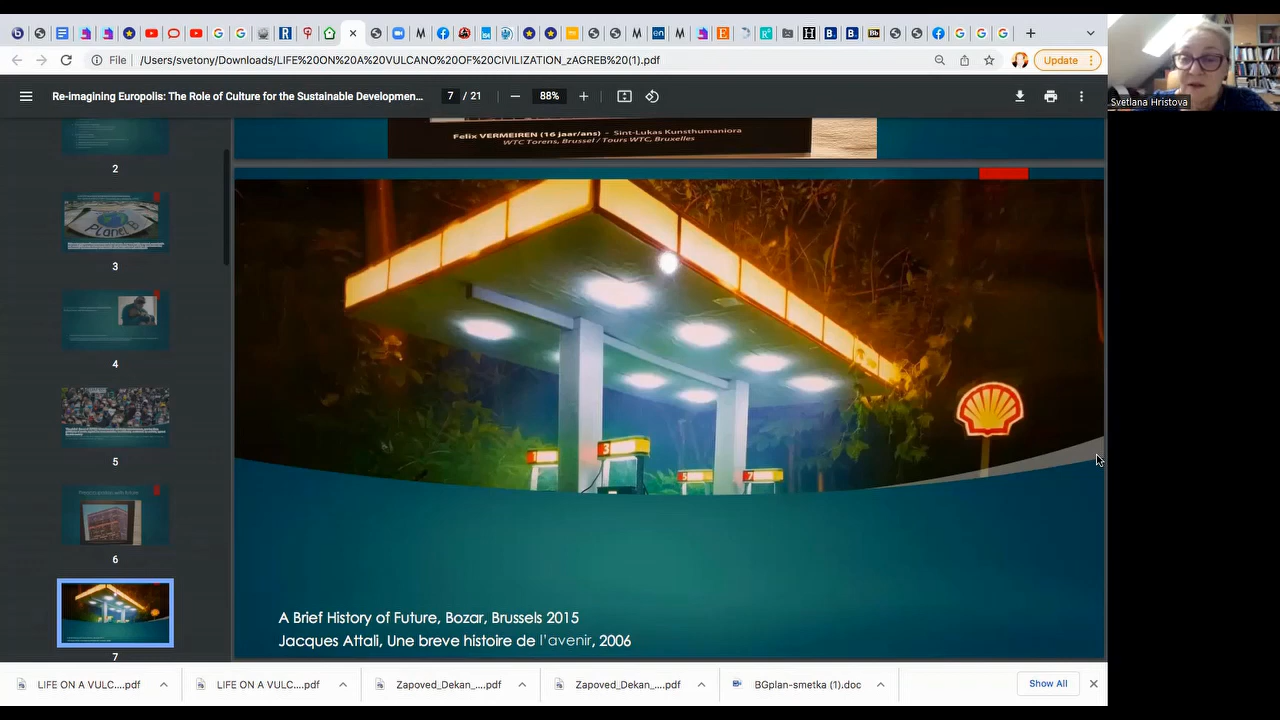 Update
File
/Users/svetony/Downloads/LIFE%20ON%20A%20VULCANO%20OF%20CIVILIZATION_zAGREB%20(1).pdf
Svetlana Hristova
Re-imagining Europolis: The Role of Culture for the Sustainable Developmen...
7 / 21
88%
Felix VERMEIREN (16 jaar/ans) - Sint-Lukas Kunsthumaniora
WTC Torens, Brussel / Tours WTC, Bruxelles
2
3
4
5
6
7
1
3
5
7
A Brief History of Future, Bozar, Brussels 2015
Jacques Attali, Une breve histoire de l'avenir, 2006
LIFE ON A VULC....pdf
LIFE ON A VULC....pdf
Zapoved_Dekan_....pdf
Zapoved_Dekan_....pdf
BGplan-smetka (1).doc
Show All